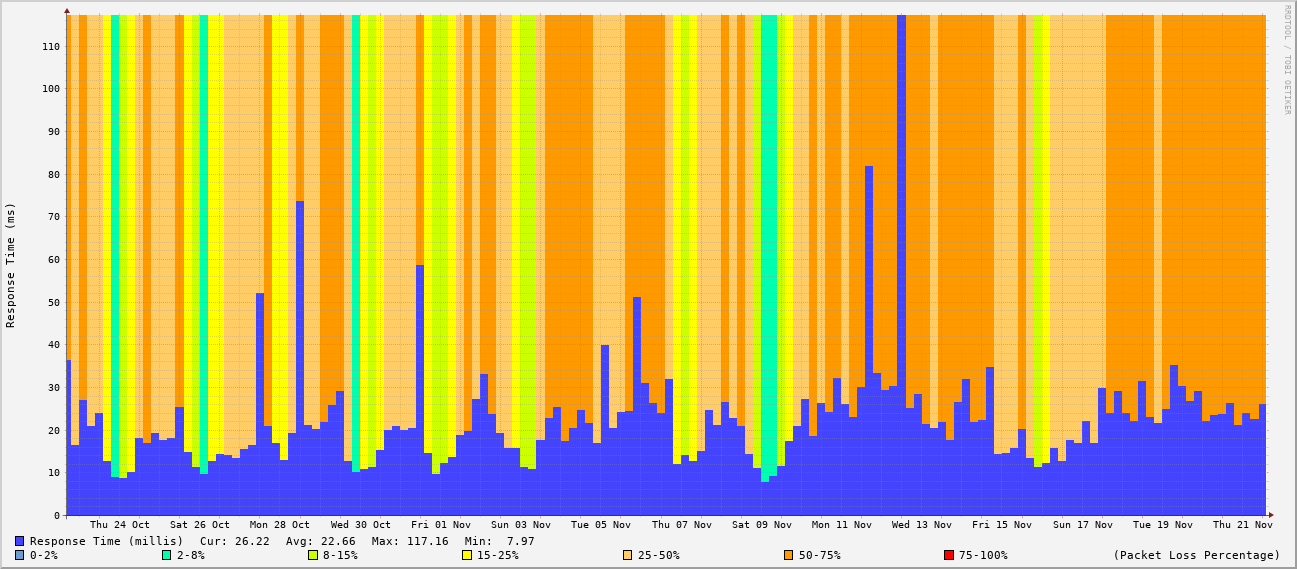 RRDTOOL / TOBI OETIKER
Response Time (ms)
110
100
90
80
70
60
50
40
30
20
10
0
Thu 24 Oct Sat 26 Oct Mon 28 Oct Wed 30 Oct Fri 01 Nov Sun 03 Nov Tue 05 Nov Thu 07 Nov Sat 09 Nov Mon 11 Nov Wed 13 Nov Fri 15 Nov Sun 17 Nov Tue 19 Nov Thu 21 Nov
Response Time (millis) Cur: 26.22 Avg: 22.66 Max: 117.16 Min: 7.97
0-2% 2-8% 8-15% 15-25% 25-50% 50-75% 75-100% (Packet Loss Percentage)